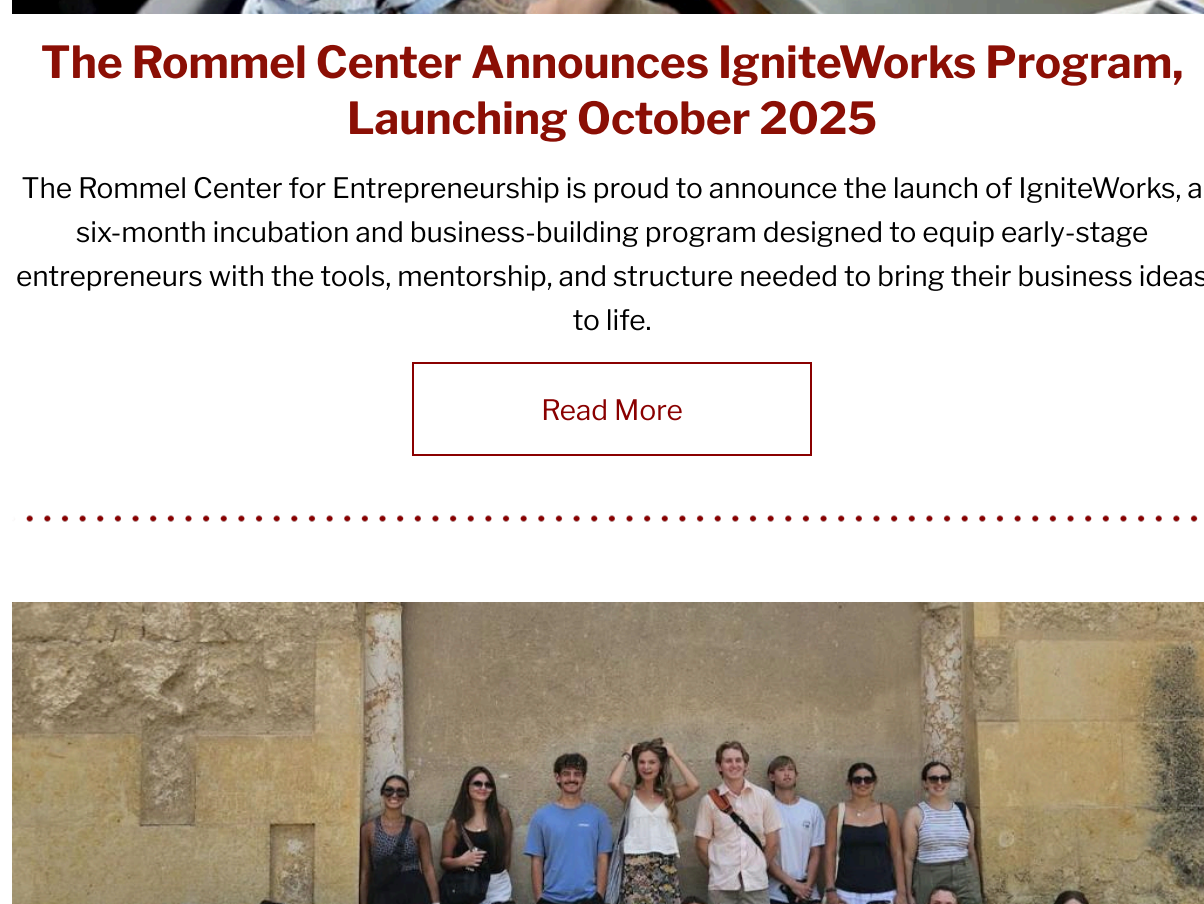 The Rommel Center Announces IgniteWorks Program,
Launching October 2025
The Rommel Center for Entrepreneurship is proud to announce the launch of IgniteWorks, a
six-month incubation and business-building program designed to equip early-stage
entrepreneurs with the tools, mentorship, and structure needed to bring their business ideas
to life.
Read More